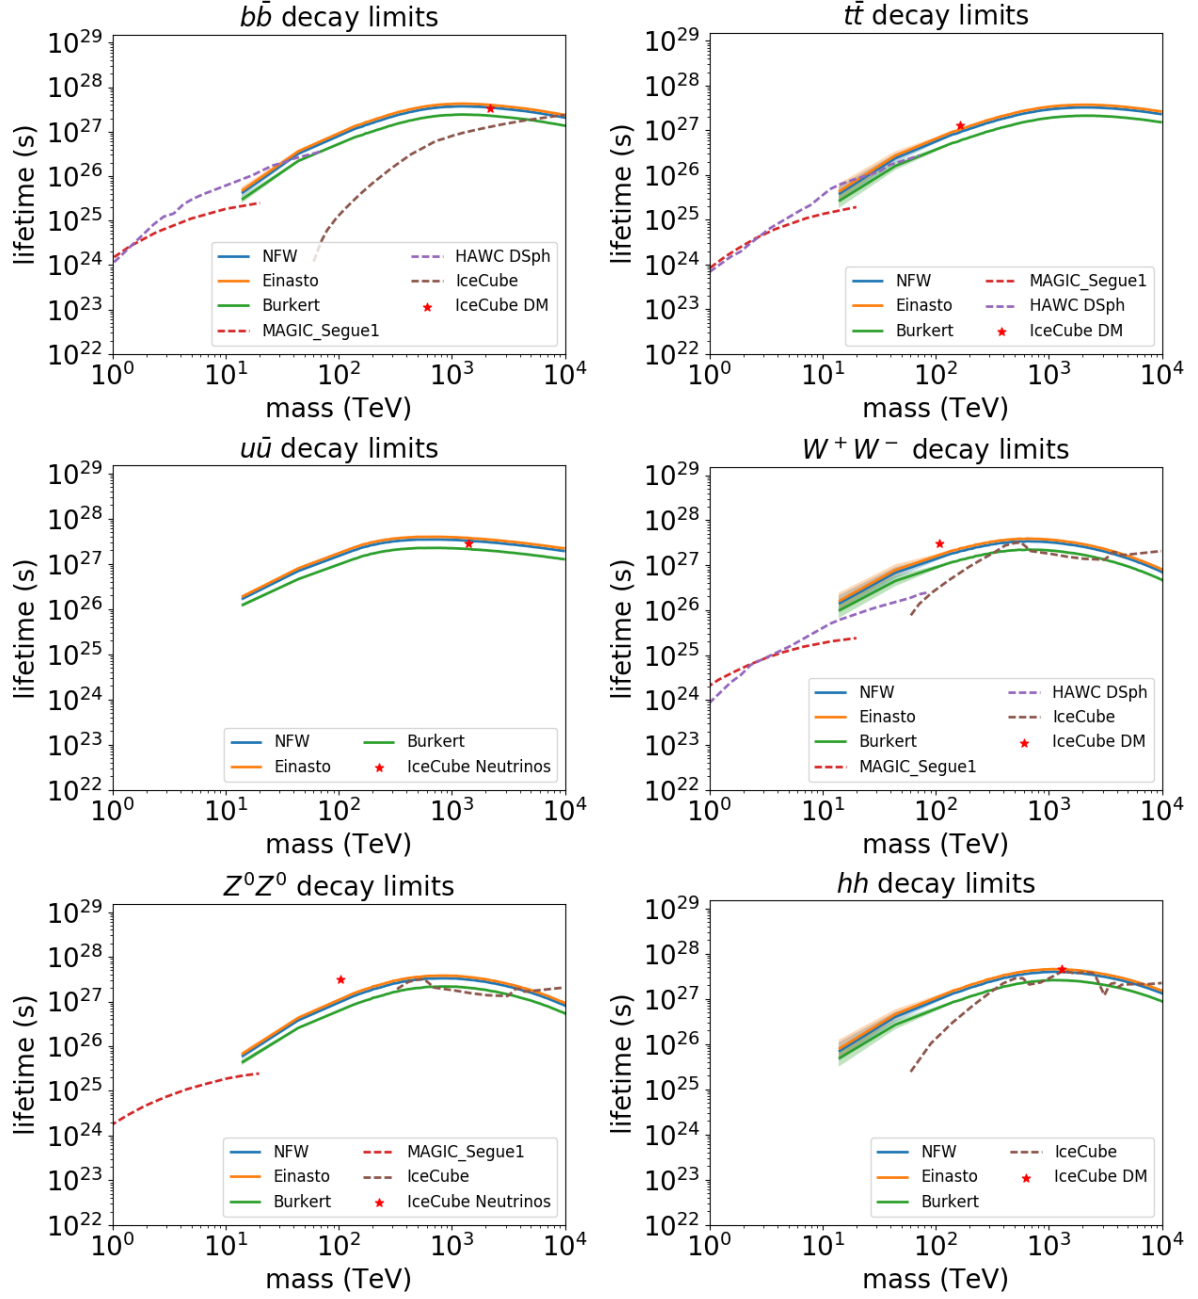 bb̄ decay limits
lifetime (s)
10^29
10^28
10^27
10^26
10^25
10^24
10^23
10^22
NFW
Einasto
Burkert
MAGIC_Segue1
HAWC DSph
IceCube
IceCube DM
10^0 10^1 10^2 10^3 10^4
mass (TeV)
tt̄ decay limits
lifetime (s)
10^29
10^28
10^27
10^26
10^25
10^24
10^23
10^22
NFW
Einasto
Burkert
MAGIC_Segue1
HAWC DSph
IceCube DM
10^0 10^1 10^2 10^3 10^4
mass (TeV)
uū decay limits
lifetime (s)
10^29
10^28
10^27
10^26
10^25
10^24
10^23
10^22
NFW
Einasto
Burkert
IceCube Neutrinos
10^0 10^1 10^2 10^3 10^4
mass (TeV)
W^+W^- decay limits
lifetime (s)
10^29
10^28
10^27
10^26
10^25
10^24
10^23
10^22
NFW
Einasto
Burkert
MAGIC_Segue1
HAWC DSph
IceCube
IceCube DM
10^0 10^1 10^2 10^3 10^4
mass (TeV)
Z^0Z^0 decay limits
lifetime (s)
10^29
10^28
10^27
10^26
10^25
10^24
10^23
10^22
NFW
Einasto
Burkert
MAGIC_Segue1
IceCube
IceCube Neutrinos
10^0 10^1 10^2 10^3 10^4
mass (TeV)
hh decay limits
lifetime (s)
10^29
10^28
10^27
10^26
10^25
10^24
10^23
10^22
NFW
Einasto
Burkert
IceCube
IceCube DM
10^0 10^1 10^2 10^3 10^4
mass (TeV)